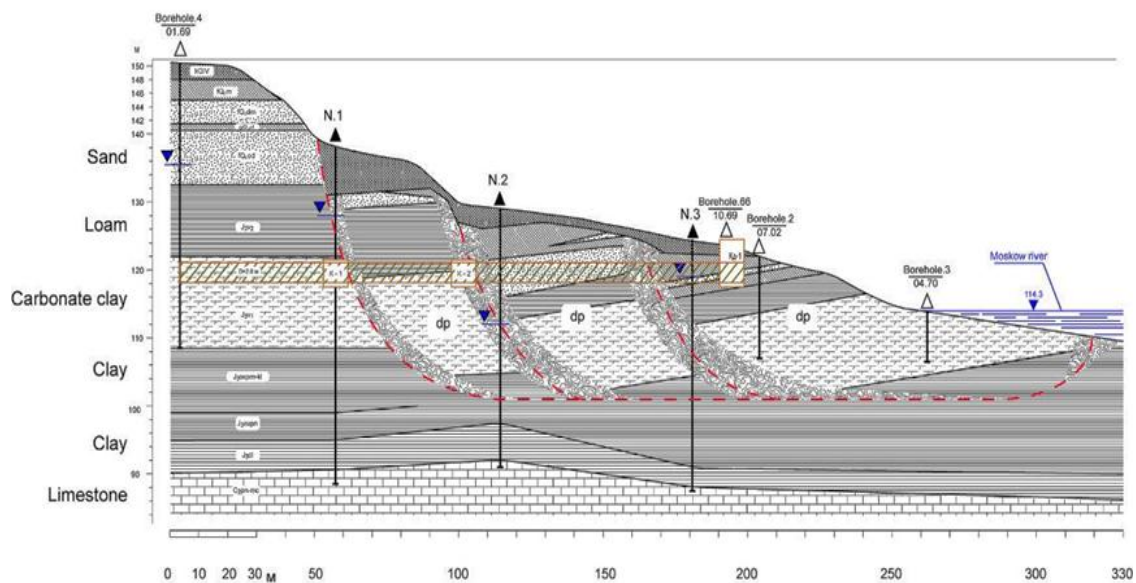 Borehole.4
01.69
M
150
148
146
144
142
140
130
120
110
100
90
Sand
Loam
Carbonate clay
Clay
Clay
Limestone
N.1
N.2
N.3
Borehole.66
10.69
Borehole.2
07.02
Borehole.3
04.70
Moskow river
114.3
K-1
K-2
dp
dp
dp
0 10 20 30 M 50 100 150 200 250 300 330